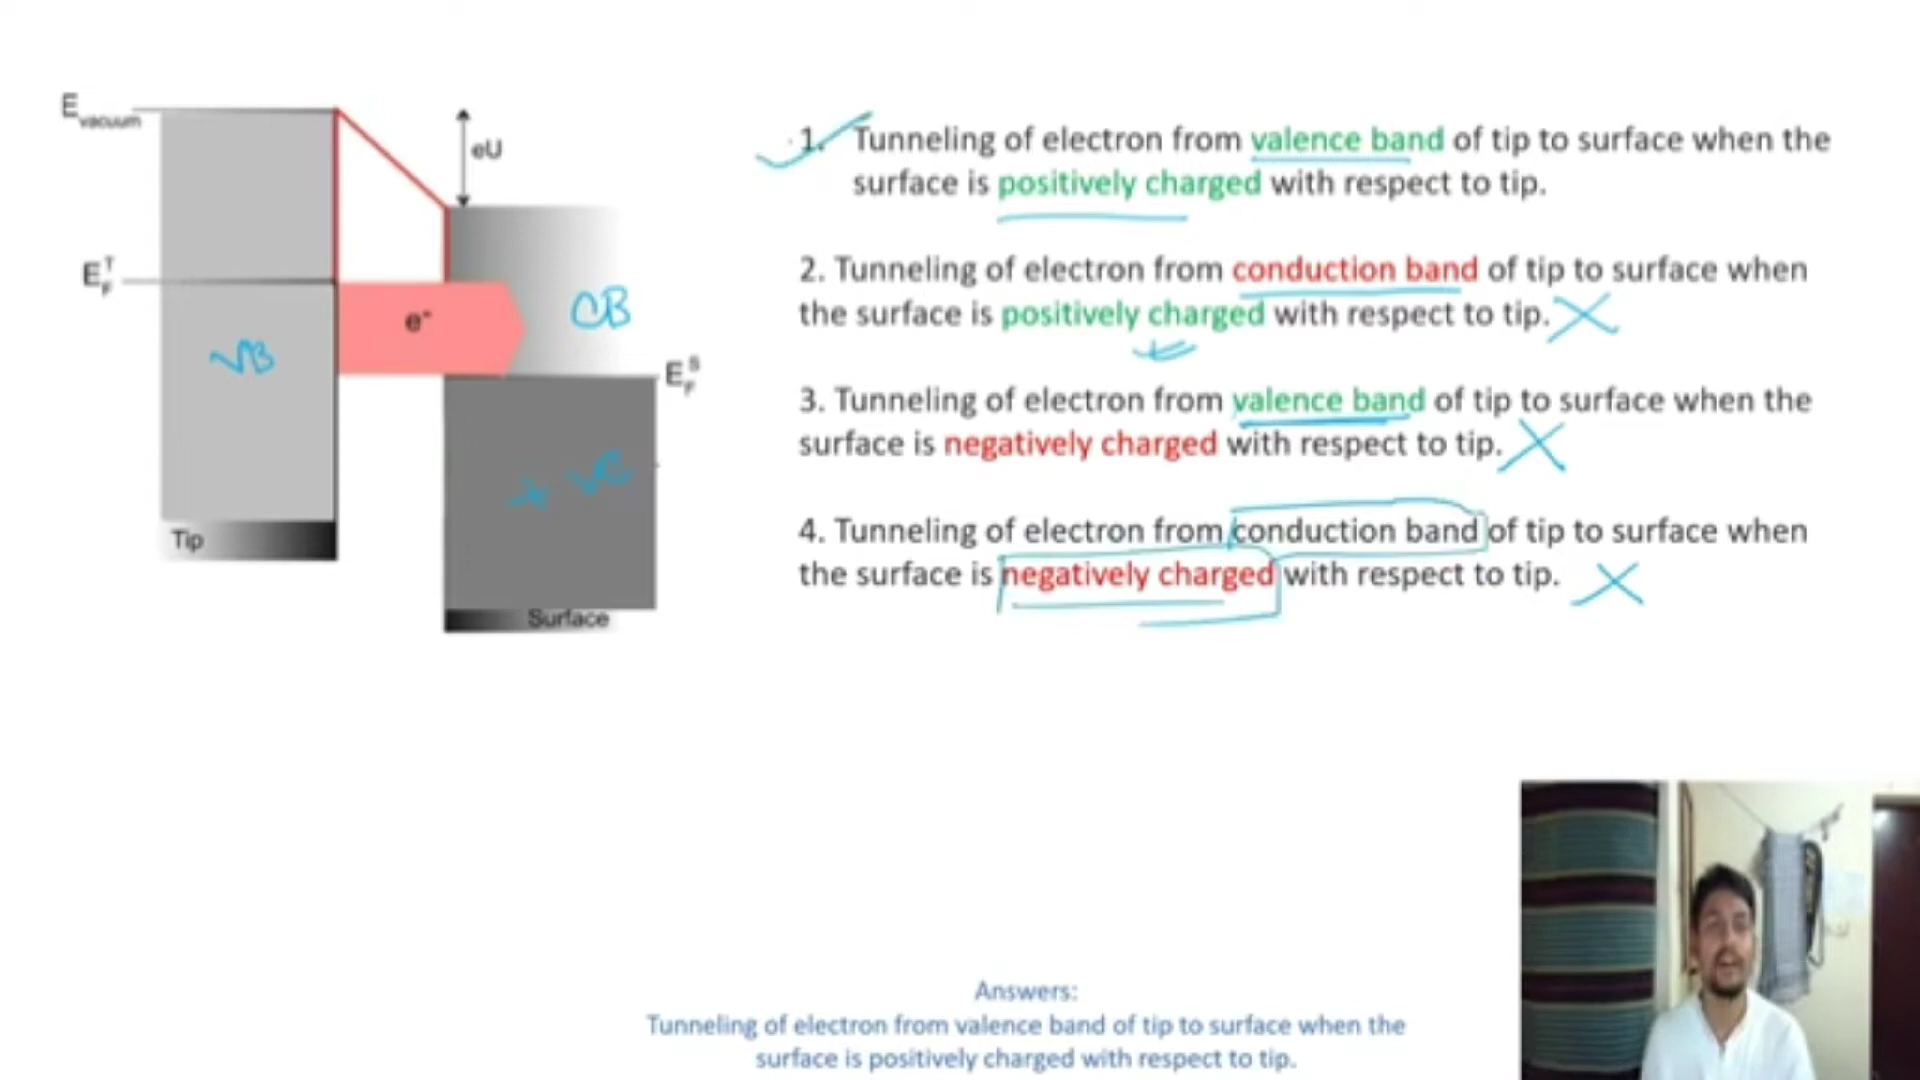 E vacuum
eU
1. Tunneling of electron from valence band of tip to surface when the
surface is positively charged with respect to tip.
E_F^T
e-
CB
VB
2. Tunneling of electron from conduction band of tip to surface when
the surface is positively charged with respect to tip.
E_F^S
3. Tunneling of electron from valence band of tip to surface when the
surface is negatively charged with respect to tip.
4. Tunneling of electron from conduction band of tip to surface when
the surface is negatively charged with respect to tip.
Tip
Surface
Answers:
Tunneling of electron from valence band of tip to surface when the
surface is positively charged with respect to tip.